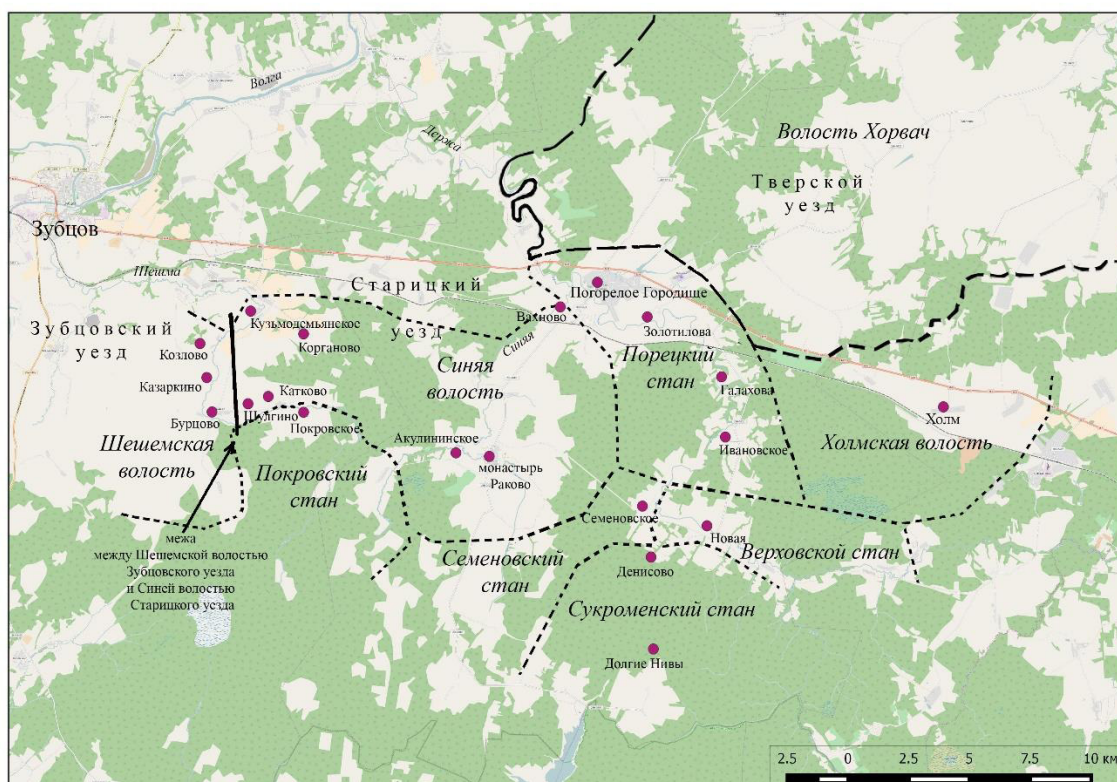 Волга
Держа
Волость Хорвач
Тверской
уезд
Зубцов
Шешма
Старицкий
уезд
Погорелое Городище
Вахново
Золотилова
Синяя
Зубцовский
уезд
Кузьмодемьянское
Корганово
Козлово
Синяя
волость
Порецкий
стан
Казаркино
Катково
Галахова
Бурцово
Шулгино
Покровское
Холм
Шешемская
волость
Акулининское
Ивановское
Холмская волость
Покровский
стан
монастырь
Раково
Семеновское
Новая
межа
между Шешемской волостью
Зубцовского уезда
и Синей волостью
Старицкого уезда
Семеновский
стан
Верховской стан
Денисово
Сукроменский стан
Долгие Нивы
2.5 0 2.5 5 7.5 10 км